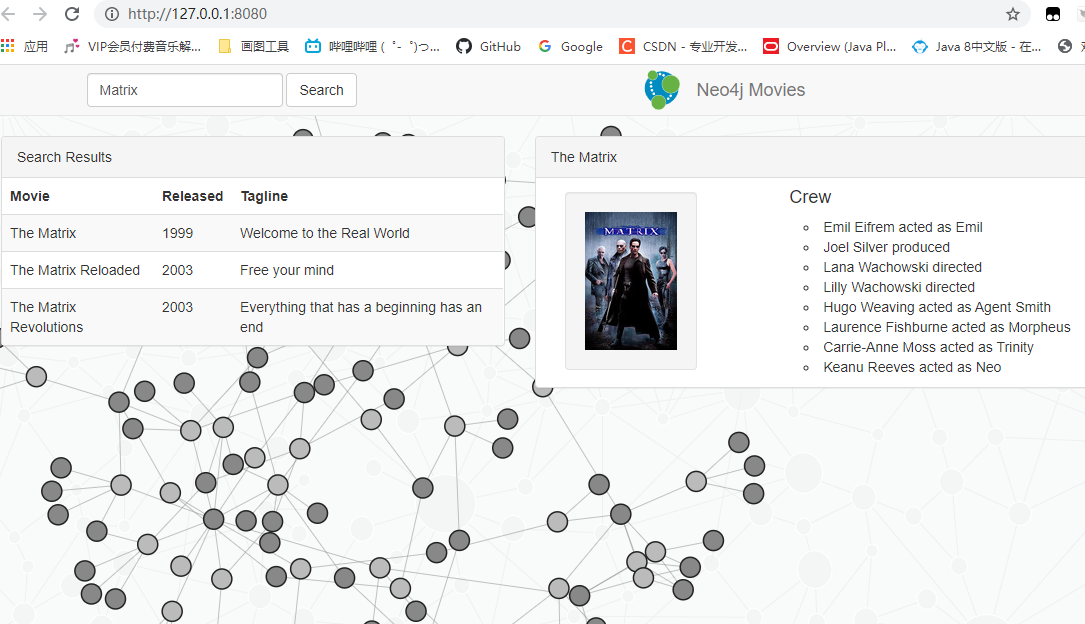 http://127.0.0.1:8080
应用 VIP会员付费音乐解... 画图工具 哔哩哔哩 ( ゜- ゜)つ... GitHub Google CSDN - 专业开发... Overview (Java Pl... Java 8中文版 - 在...
Matrix Search Neo4j Movies
Search Results
Movie Released Tagline
The Matrix 1999 Welcome to the Real World
The Matrix Reloaded 2003 Free your mind
The Matrix Revolutions 2003 Everything that has a beginning has an
end
The Matrix
MATRIX
Crew
Emil Eifrem acted as Emil
Joel Silver produced
Lana Wachowski directed
Lilly Wachowski directed
Hugo Weaving acted as Agent Smith
Laurence Fishburne acted as Morpheus
Carrie-Anne Moss acted as Trinity
Keanu Reeves acted as Neo